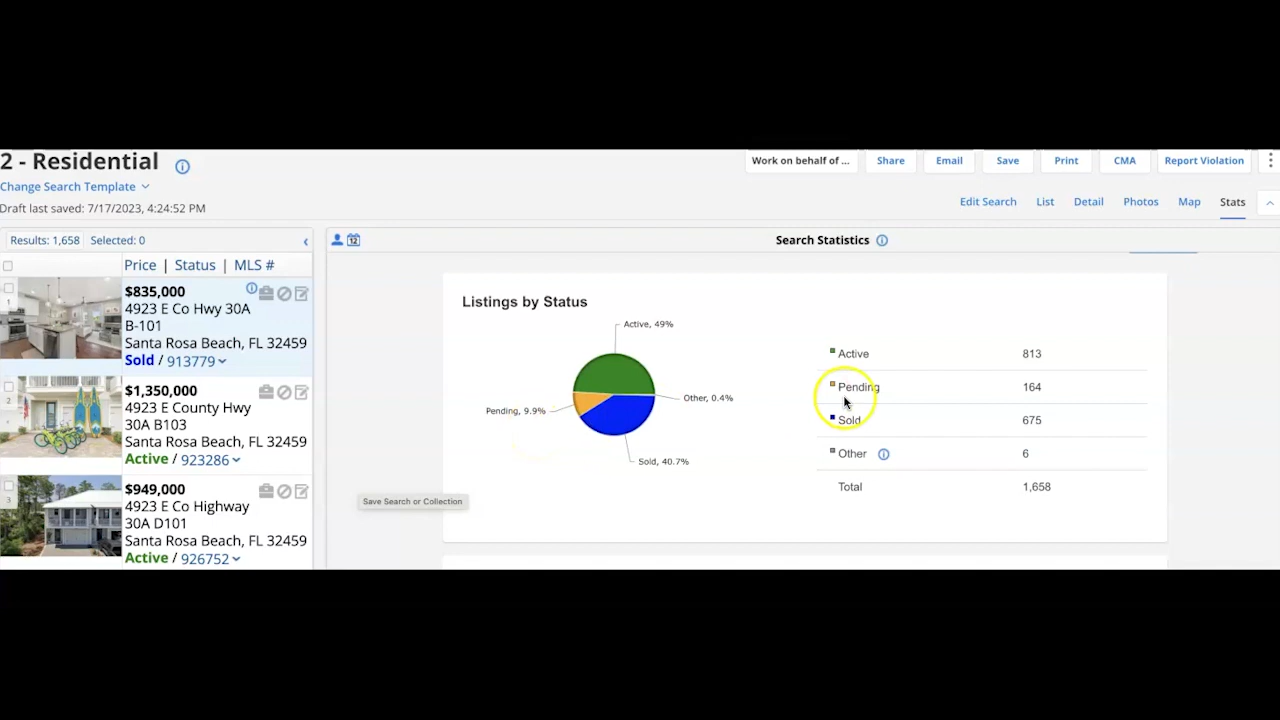 2 - Residential
Work on behalf of ...
Share
Email
Save
Print
CMA
Report Violation
Change Search Template
Draft last saved: 7/17/2023, 4:24:52 PM
Edit Search
List
Detail
Photos
Map
Stats
Results: 1,658 Selected: 0
12
Search Statistics
Price | Status | MLS #
1
$835,000
4923 E Co Hwy 30A
B-101
Santa Rosa Beach, FL 32459
Sold / 913779
2
$1,350,000
4923 E County Hwy
30A B103
Santa Rosa Beach, FL 32459
Active / 923286
3
$949,000
4923 E Co Highway
30A D101
Santa Rosa Beach, FL 32459
Active / 926752
Listings by Status
Active, 49%
Other, 0.4%
Pending, 9.9%
Sold, 40.7%
Save Search or Collection
Active 813
Pending 164
Sold 675
Other 6
Total 1,658